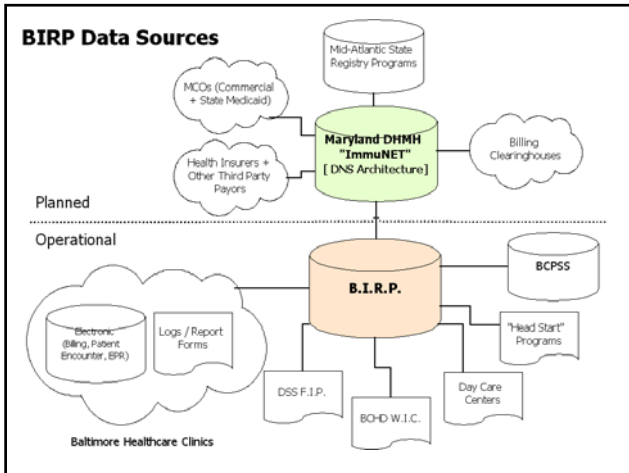 BIRP Data Sources
Mid-Atlantic State
Registry Programs
MCOs (Commercial
+ State Medicaid)
Maryland DHMH
"ImmuNET"
[ DNS Architecture]
Billing
Clearinghouses
Health Insurers +
Other Third Party
Payors
Planned
Operational
B.I.R.P.
BCPSS
Electronic
(Billing, Patient
Encounter, EPR)
Logs / Report
Forms
"Head Start"
Programs
DSS F.I.P.
BCHD W.I.C.
Day Care
Centers
Baltimore Healthcare Clinics